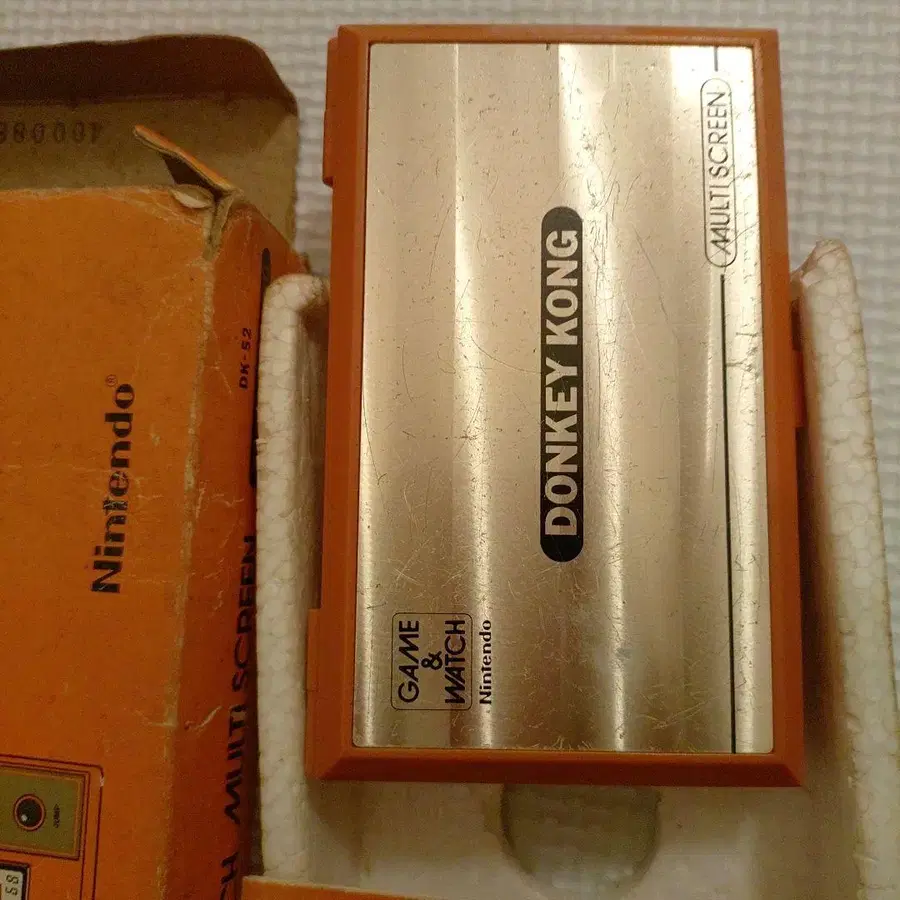 Nintendo®
DK-52
MULTI SCREEN
DONKEY KONG
MULTI SCREEN
GAME
&
WATCH
Nintendo